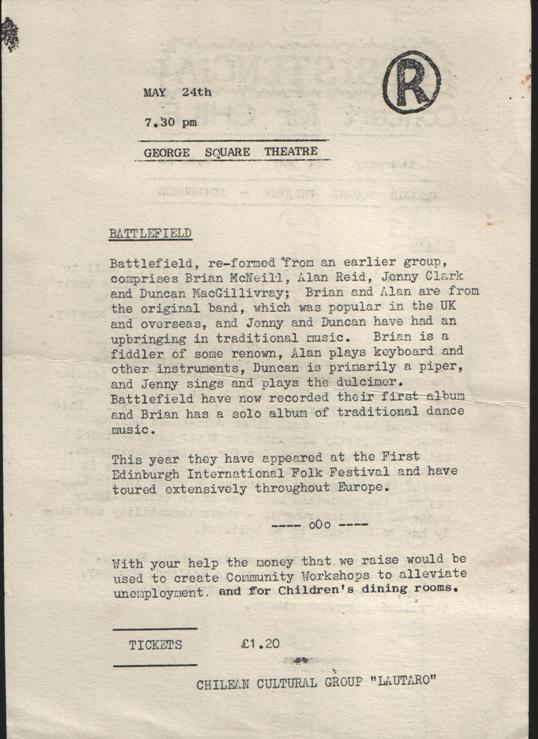 R
MAY 24th
7.30 pm
GEORGE SQUARE THEATRE
BATTLEFIELD
Battlefield, re-formed from an earlier group,
comprises Brian McNeill, Alan Reid, Jenny Clark
and Duncan MacGillivray; Brian and Alan are from
the original band, which was popular in the UK
and overseas, and Jenny and Duncan have had an
upbringing in traditional music. Brian is a
fiddler of some renown, Alan plays keyboard and
other instruments, Duncan is primarily a piper,
and Jenny sings and plays the dulcimer.
Battlefield have now recorded their first album
and Brian has a solo album of traditional dance
music.
This year they have appeared at the First
Edinburgh International Folk Festival and have
toured extensively throughout Europe.
---- oOo ----
With your help the money that we raise would be
used to create Community Workshops to alleviate
unemployment. and for Children's dining rooms.
TICKETS £1.20
CHILEAN CULTURAL GROUP "LAUTARO"